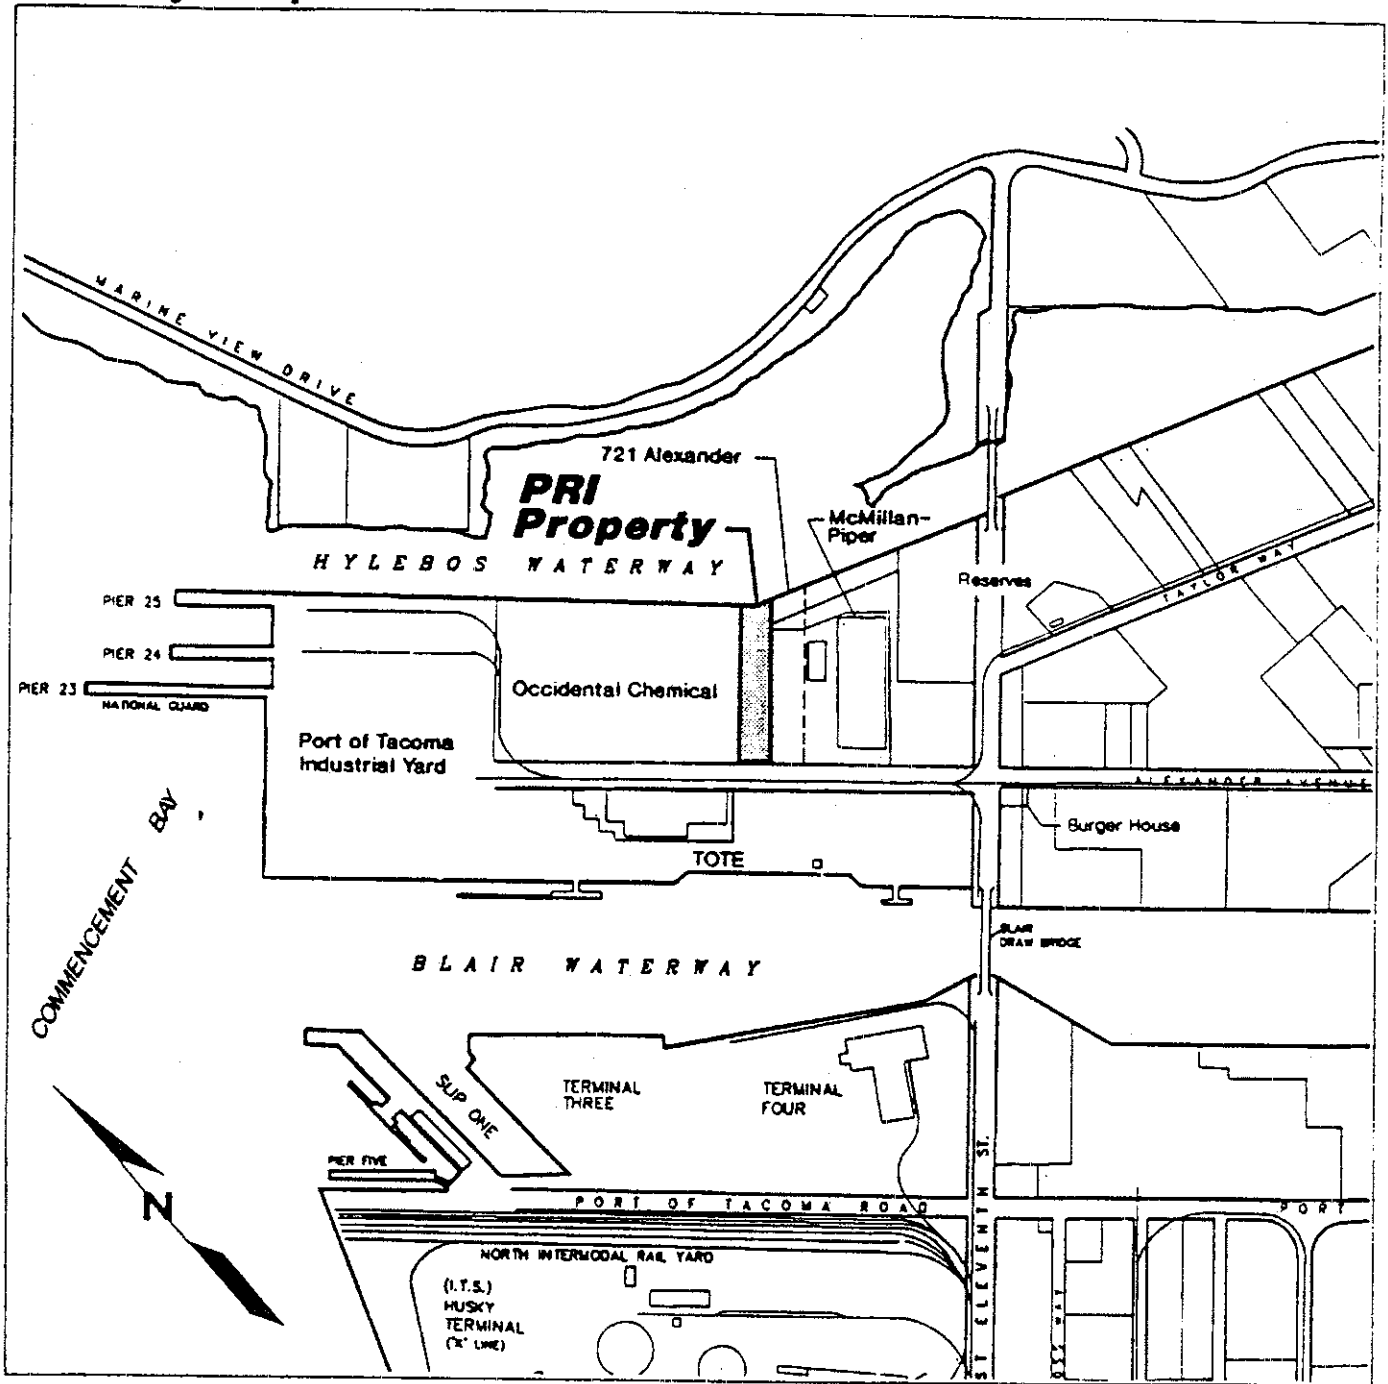 MARINE VIEW DRIVE
721 Alexander
PRI
Property
McMillan-
Piper
HYLEBOS WATERWAY
Reserves
TAYLOR WAY
PIER 25
PIER 24
PIER 23
NATIONAL GUARD
Occidental Chemical
Port of Tacoma
Industrial Yard
ALEXANDER AVENUE
COMMENCEMENT BAY
Burger House
TOTE
BLAIR
DRAW BRIDGE
BLAIR WATERWAY
SLIP ONE
TERMINAL
THREE
TERMINAL
FOUR
PIER FIVE
N
PORT OF TACOMA ROAD
PORT
NORTH INTERMODAL RAIL YARD
ST ELEVENTH ST.
(I.T.S.)
HUSKY
TERMINAL
("K" LINE)